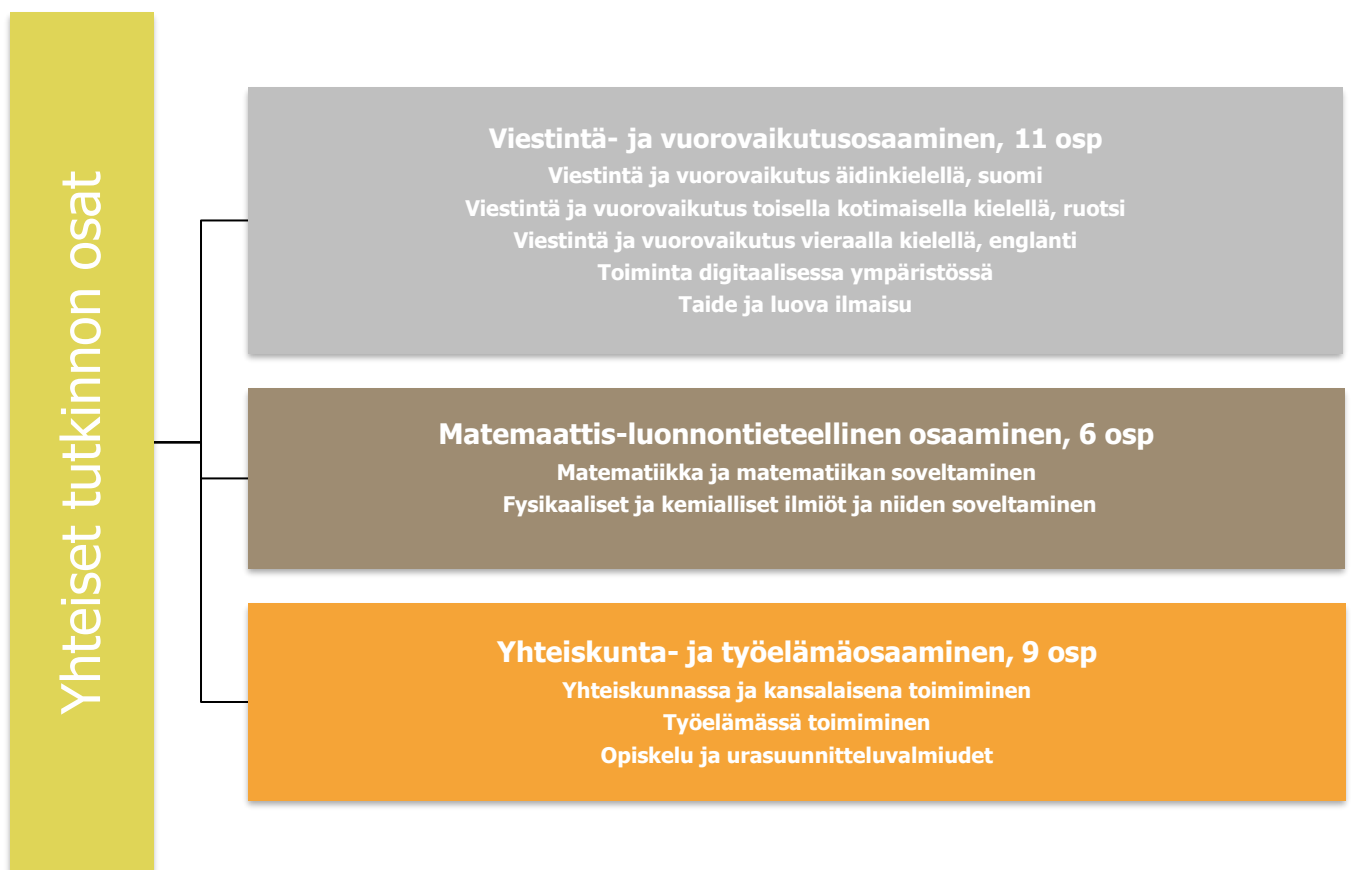 Yhteiset tutkinnon osat
Viestintä- ja vuorovaikutusosaaminen, 11 osp
Viestintä ja vuorovaikutus äidinkielellä, suomi
Viestintä ja vuorovaikutus toisella kotimaisella kielellä, ruotsi
Viestintä ja vuorovaikutus vieraalla kielellä, englanti
Toiminta digitaalisessa ympäristössä
Taide ja luova ilmaisu
Matemaattis-luonnontieteellinen osaaminen, 6 osp
Matematiikka ja matematiikan soveltaminen
Fysikaaliset ja kemialliset ilmiöt ja niiden soveltaminen
Yhteiskunta- ja työelämäosaaminen, 9 osp
Yhteiskunnassa ja kansalaisena toimiminen
Työelämässä toimiminen
Opiskelu ja urasuunnitteluvalmiudet